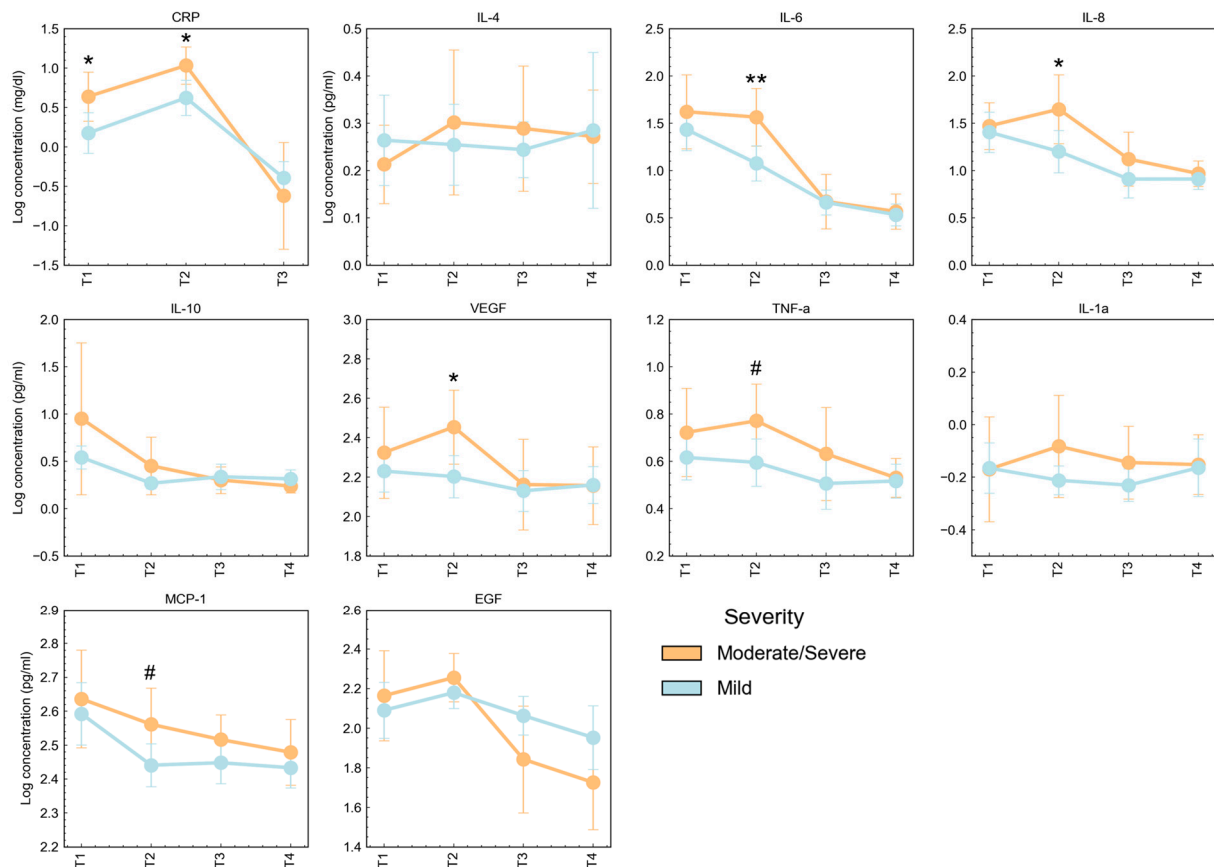 CRP
IL-4
IL-6
IL-8
Log concentration (mg/dl)
1.5
1.0
0.5
0.0
−0.5
−1.0
−1.5
*
*
T1
T2
T3
Log concentration (pg/ml)
0.5
0.4
0.3
0.2
0.1
0.0
T1
T2
T3
T4
2.5
2.0
1.5
1.0
0.5
0.0
**
T1
T2
T3
T4
2.5
2.0
1.5
1.0
0.5
0.0
*
T1
T2
T3
T4
IL-10
VEGF
TNF-a
IL-1a
Log concentration (pg/ml)
2.0
1.5
1.0
0.5
0.0
−0.5
T1
T2
T3
T4
3.0
2.8
2.6
2.4
2.2
2.0
1.8
*
T1
T2
T3
T4
1.2
1.0
0.8
0.6
0.4
0.2
#
T1
T2
T3
T4
0.4
0.2
−0.0
−0.2
−0.4
T1
T2
T3
T4
MCP-1
EGF
Log concentration (pg/ml)
2.9
2.8
2.7
2.6
2.5
2.4
2.3
2.2
#
T1
T2
T3
T4
2.6
2.4
2.2
2.0
1.8
1.6
1.4
T1
T2
T3
T4
Severity
Moderate/Severe
Mild